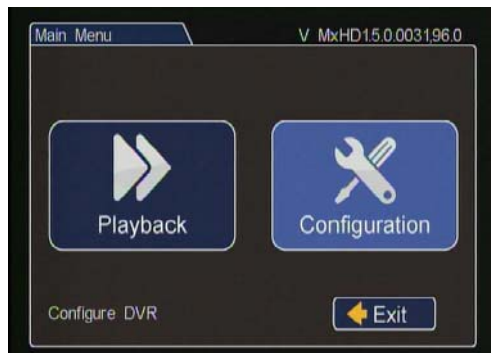 Main Menu
V MxHD1.5.0.0031,96.0
Playback
Configuration
Configure DVR
Exit